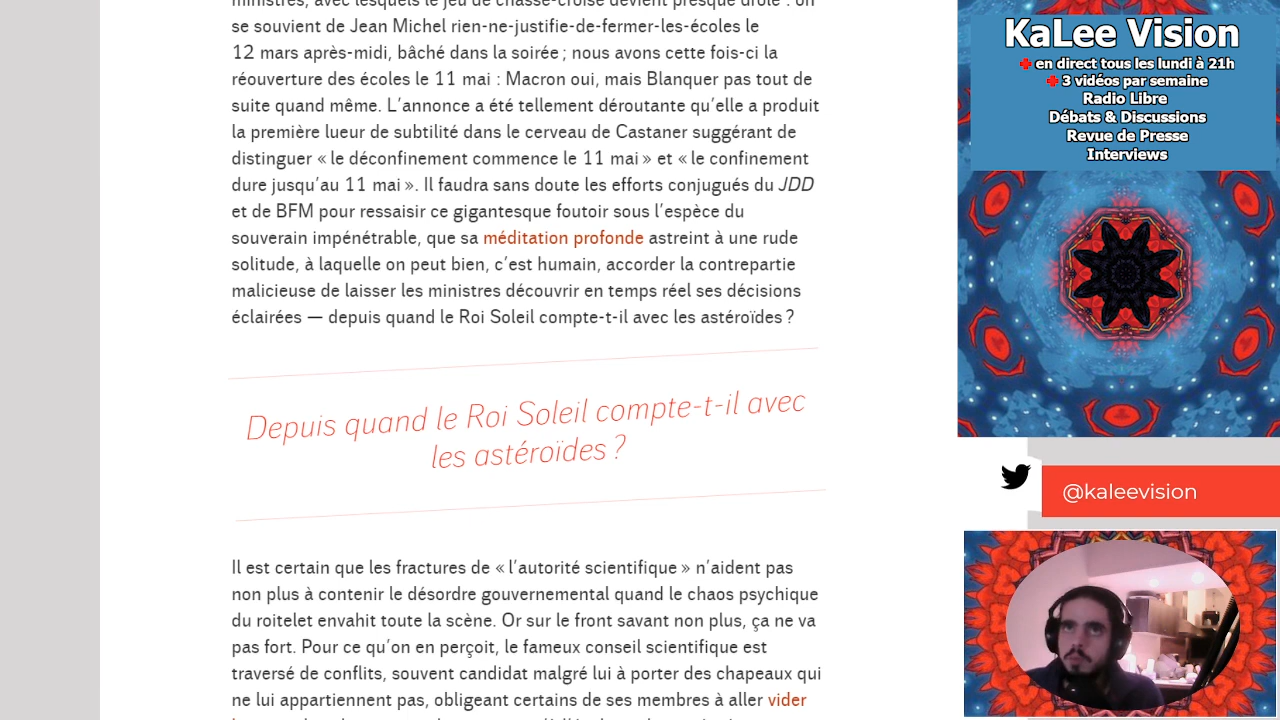 ministres, avec lesquels le jeu de chassé-croisé devient presque drôle : on
se souvient de Jean Michel rien-ne-justifie-de-fermer-les-écoles le
12 mars après-midi, bâché dans la soirée ; nous avons cette fois-ci la
réouverture des écoles le 11 mai : Macron oui, mais Blanquer pas tout de
suite quand même. L’annonce a été tellement déroutante qu’elle a produit
la première lueur de subtilité dans le cerveau de Castaner suggérant de
distinguer « le déconfinement commence le 11 mai » et « le confinement
dure jusqu’au 11 mai ». Il faudra sans doute les efforts conjugués du JDD
et de BFM pour ressaisir ce gigantesque foutoir sous l’espèce du
souverain impénétrable, que sa méditation profonde astreint à une rude
solitude, à laquelle on peut bien, c’est humain, accorder la contrepartie
malicieuse de laisser les ministres découvrir en temps réel ses décisions
éclairées — depuis quand le Roi Soleil compte-t-il avec les astéroïdes ?
Depuis quand le Roi Soleil compte-t-il avec
les astéroïdes ?
Il est certain que les fractures de « l’autorité scientifique » n’aident pas
non plus à contenir le désordre gouvernemental quand le chaos psychique
du roitelet envahit toute la scène. Or sur le front savant non plus, ça ne va
pas fort. Pour ce qu’on en perçoit, le fameux conseil scientifique est
traversé de conflits, souvent candidat malgré lui à porter des chapeaux qui
ne lui appartiennent pas, obligeant certains de ses membres à aller vider
KaLee Vision
en direct tous les lundi à 21h
3 vidéos par semaine
Radio Libre
Débats & Discussions
Revue de Presse
Interviews
@kaleevision